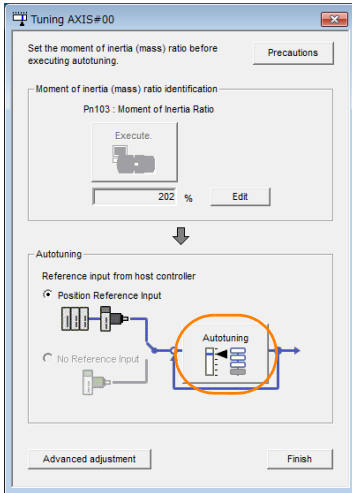 Tuning AXIS#00
Set the moment of inertia (mass) ratio before
executing autotuning.
Precautions
Moment of inertia (mass) ratio identification
Pn103 : Moment of Inertia Ratio
Execute.
202 %
Edit
Autotuning
Reference input from host controller
Position Reference Input
Autotuning
No Reference Input
Advanced adjustment
Finish